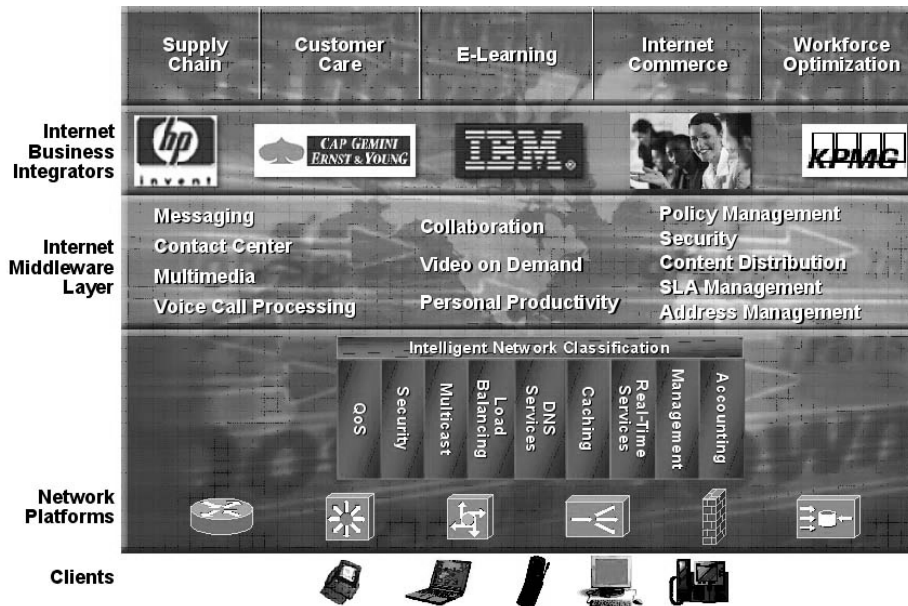 Supply
Chain
Customer
Care
E-Learning
Internet
Commerce
Workforce
Optimization
Internet
Business
Integrators
hp
invent
CAP GEMINI
ERNST & YOUNG
IBM
KPMG
Internet
Middleware
Layer
Messaging
Contact Center
Multimedia
Voice Call Processing
Collaboration
Video on Demand
Personal Productivity
Policy Management
Security
Content Distribution
SLA Management
Address Management
Intelligent Network Classification
QoS
Security
Multicast
Load
Balancing
DNS
Services
Caching
Real-Time
Services
Management
Accounting
Network
Platforms
Clients